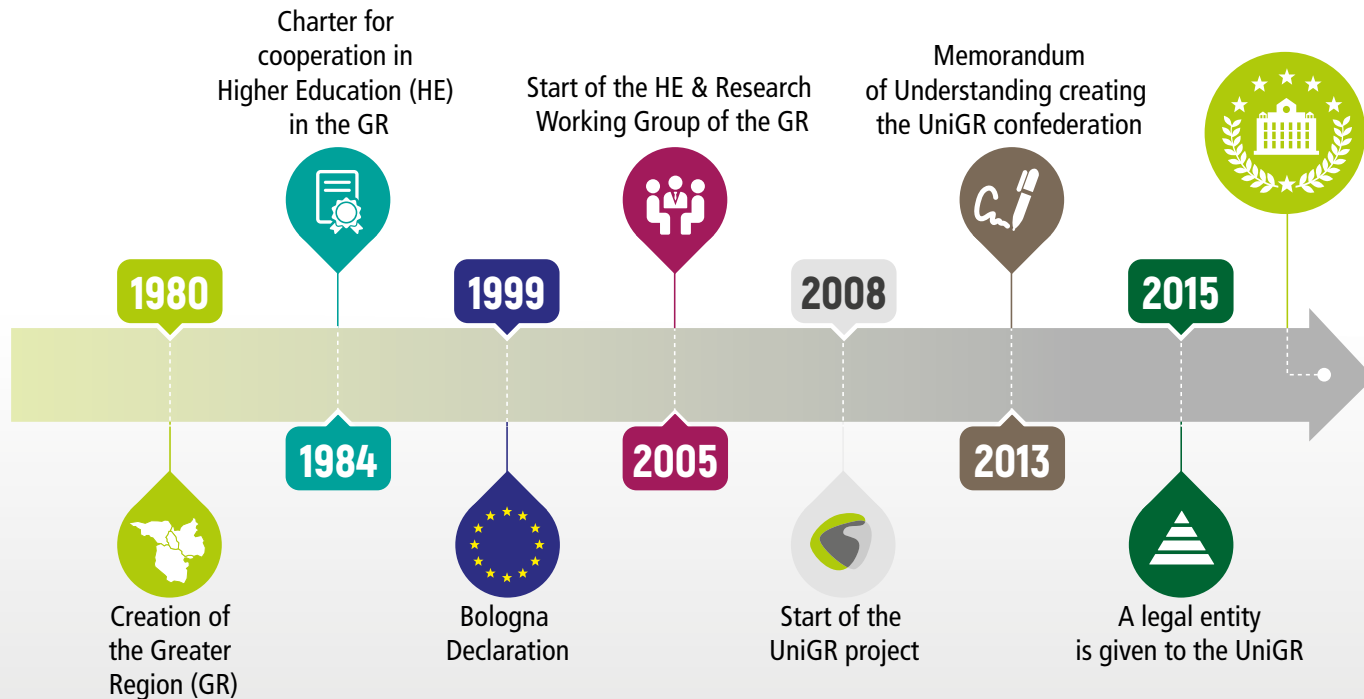 Charter for
cooperation in
Higher Education (HE)
in the GR
Start of the HE & Research
Working Group of the GR
Memorandum
of Understanding creating
the UniGR confederation
1980
1999
2008
2015
1984
2005
2013
Creation of
the Greater
Region (GR)
Bologna
Declaration
Start of the
UniGR project
A legal entity
is given to the UniGR